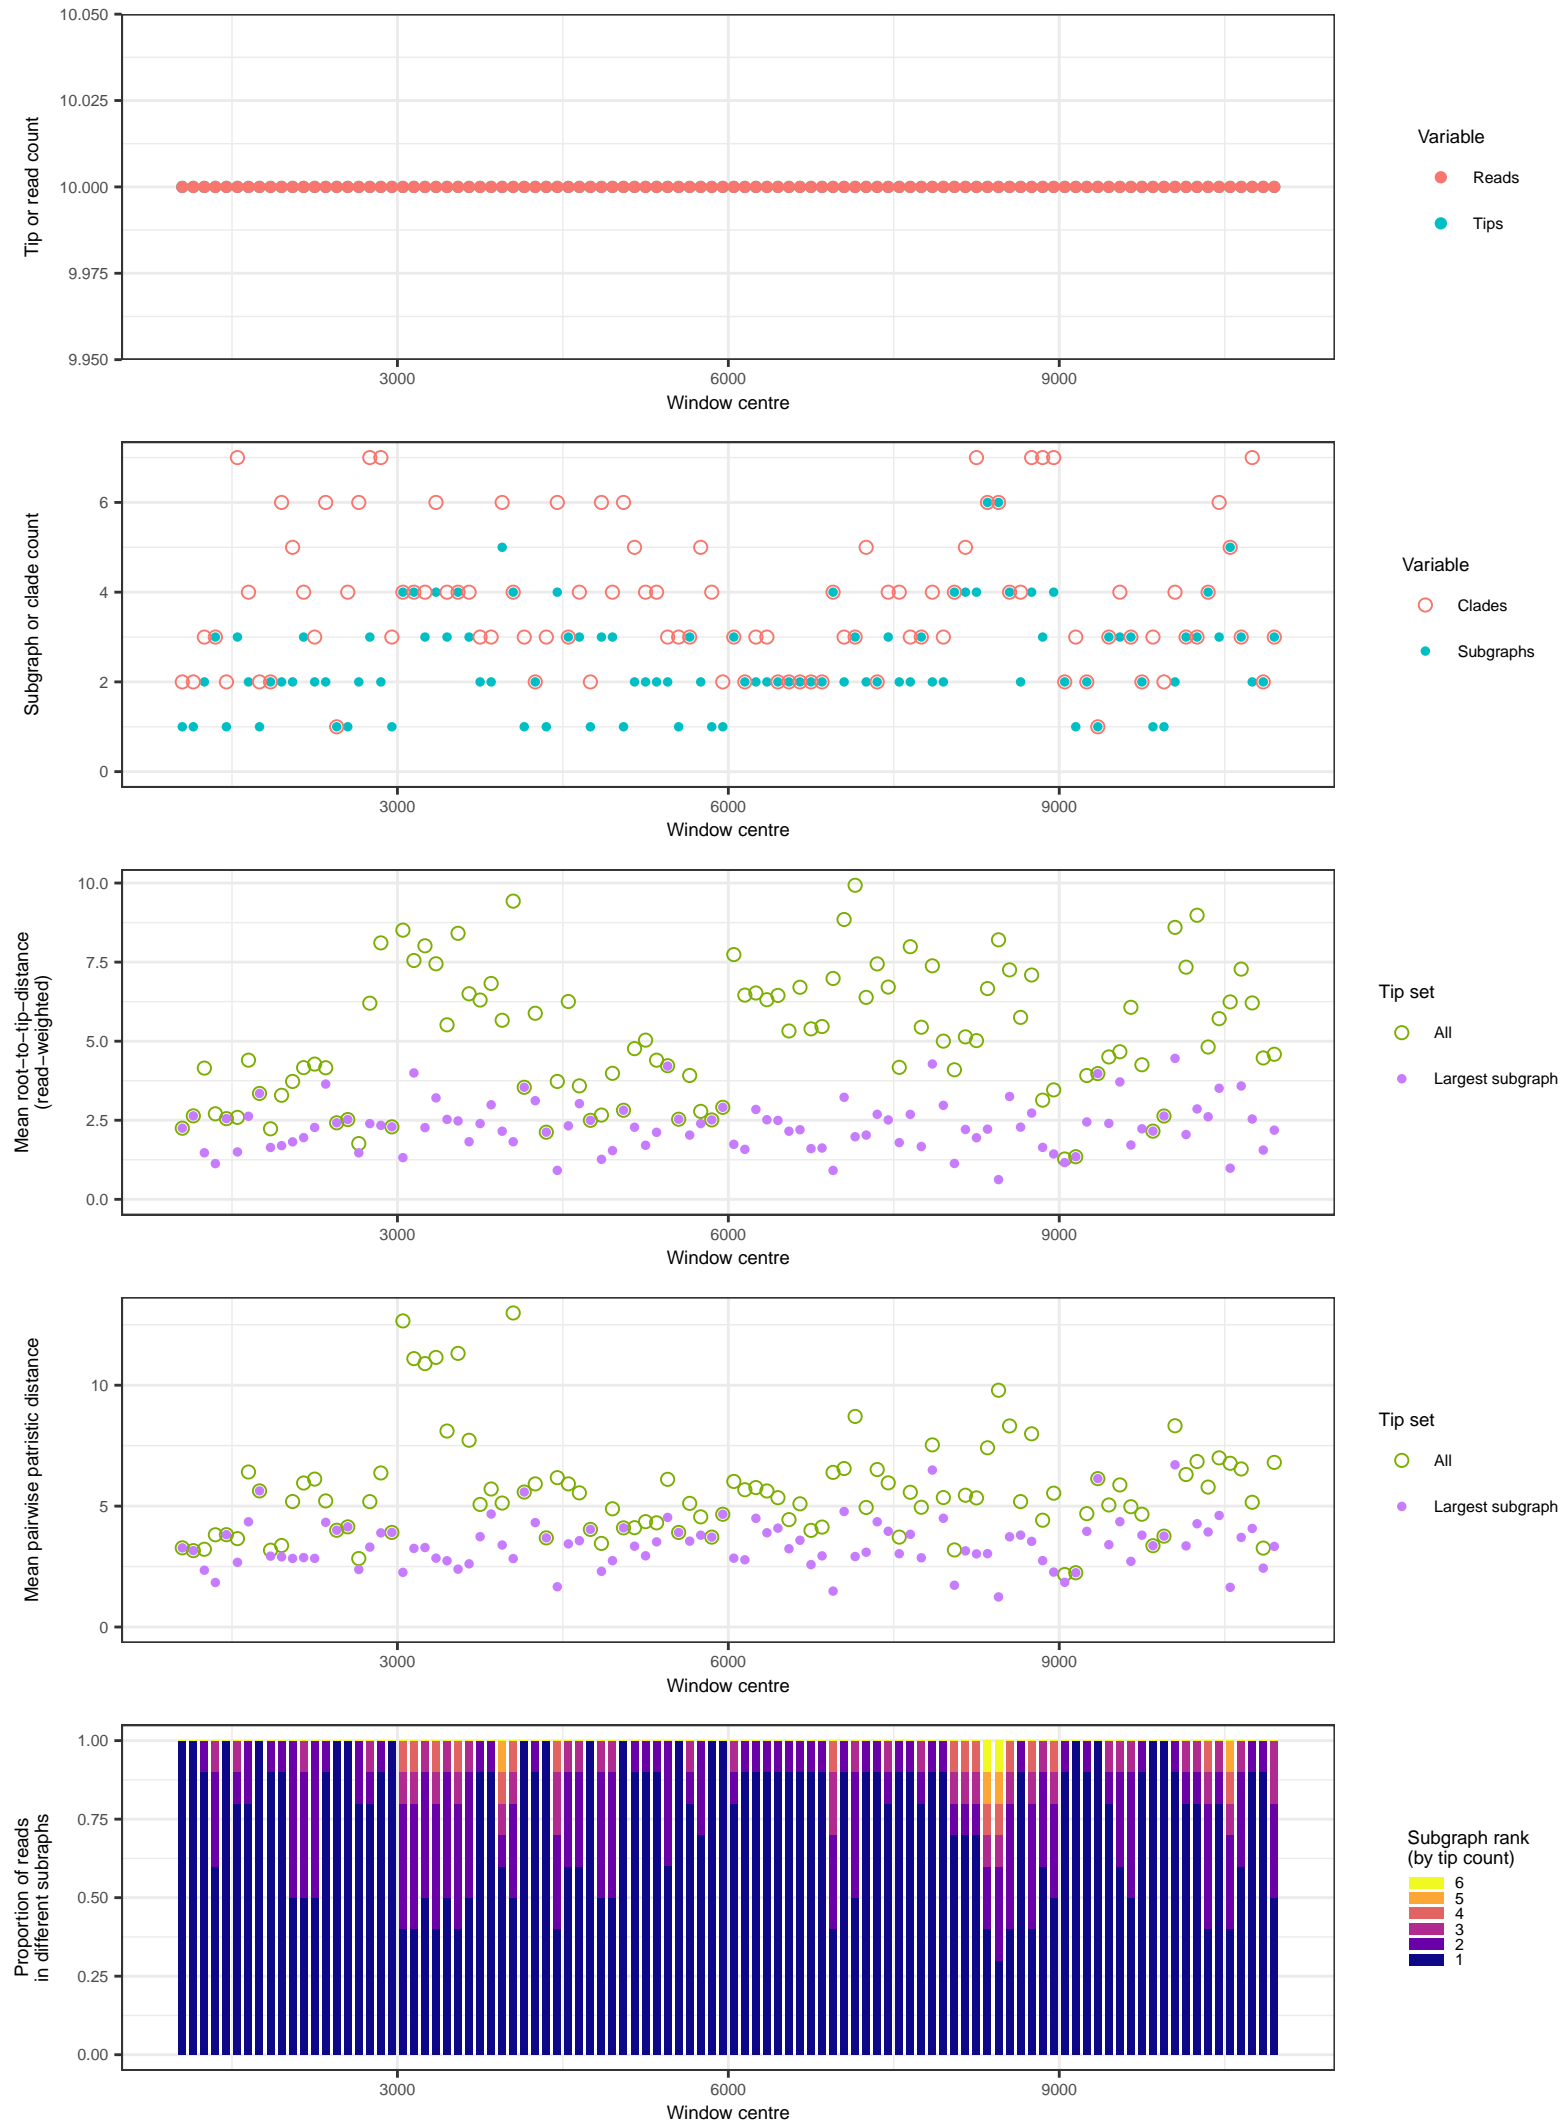 10.050
10.025
10.000
9.975
9.950
Tip or read count
3000 6000 9000
Window centre
Variable
Reads
Tips
6
4
2
0
Subgraph or clade count
3000 6000 9000
Window centre
Variable
Clades
Subgraphs
10.0
7.5
5.0
2.5
0.0
Mean root−to−tip−distance
(read−weighted)
3000 6000 9000
Window centre
Tip set
All
Largest subgraph
10
5
0
Mean pairwise patristic distance
3000 6000 9000
Window centre
Tip set
All
Largest subgraph
1.00
0.75
0.50
0.25
0.00
Proportion of reads
in different subraphs
3000 6000 9000
Window centre
Subgraph rank
(by tip count)
6
5
4
3
2
1